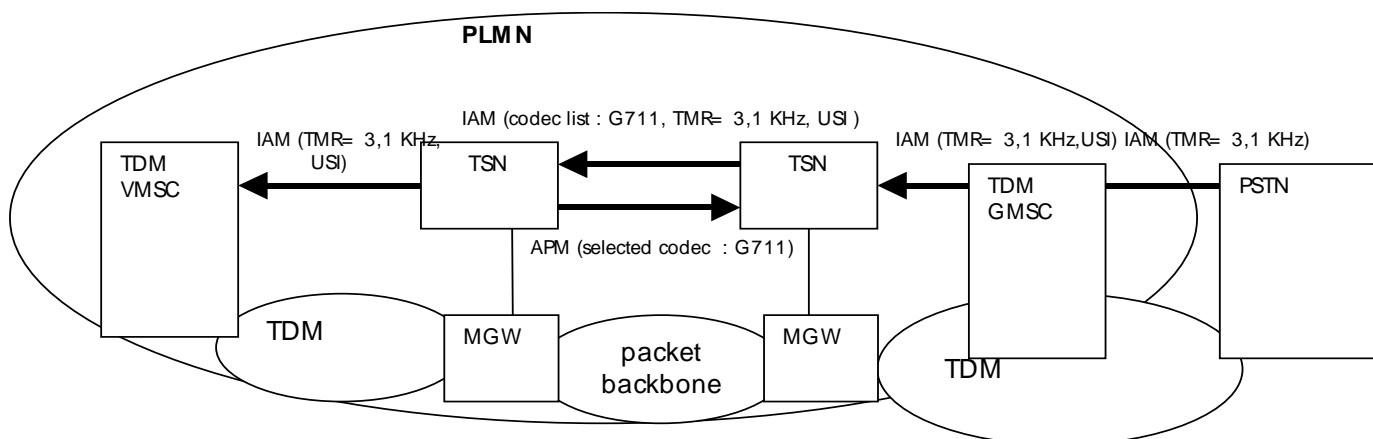 PLMN
IAM (codec list : G711, TMR= 3,1 KHz, USI )
IAM (TMR= 3,1 KHz,
USI)
IAM (TMR= 3,1 KHz,USI) IAM (TMR= 3,1 KHz)
TDM
VMSC
TSN
TSN
TDM
GMSC
PSTN
APM (selected codec : G711)
TDM
MGW
packet
backbone
MGW
TDM